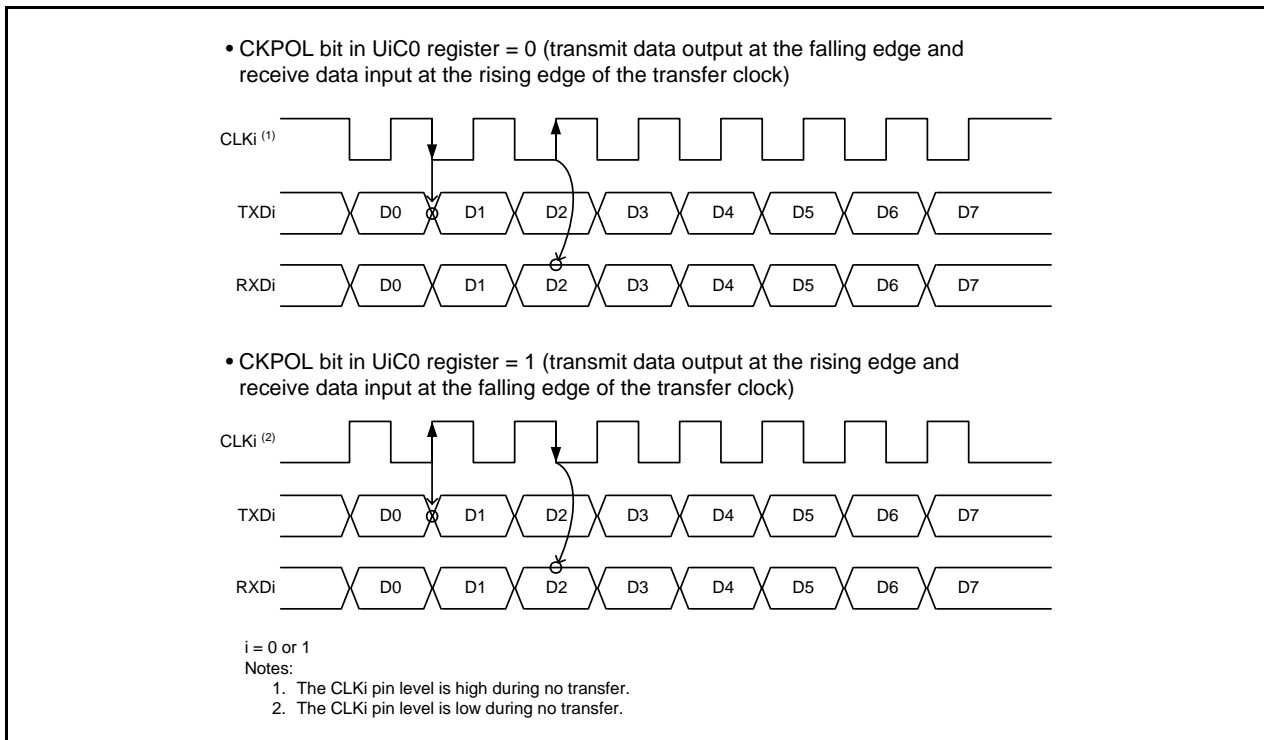 • CKPOL bit in UiC0 register = 0 (transmit data output at the falling edge and
receive data input at the rising edge of the transfer clock)
CLKi (1)
TXDi D0 D1 D2 D3 D4 D5 D6 D7
RXDi D0 D1 D2 D3 D4 D5 D6 D7
• CKPOL bit in UiC0 register = 1 (transmit data output at the rising edge and
receive data input at the falling edge of the transfer clock)
CLKi (2)
TXDi D0 D1 D2 D3 D4 D5 D6 D7
RXDi D0 D1 D2 D3 D4 D5 D6 D7
i = 0 or 1
Notes:
1. The CLKi pin level is high during no transfer.
2. The CLKi pin level is low during no transfer.